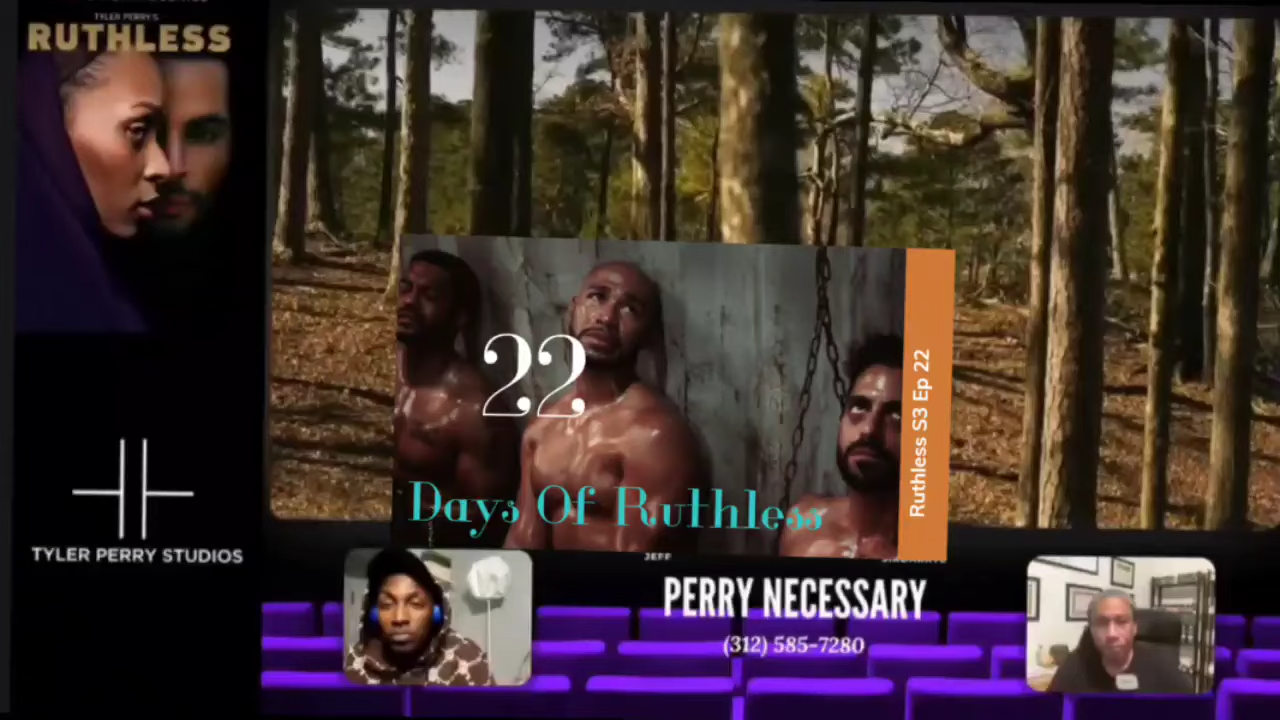 TYLER PERRY'S
RUTHLESS
22
Days Of Ruthless
Ruthless S3 Ep 22
TYLER PERRY STUDIOS
JEFF
PERRY NECESSARY
(312) 585-7280